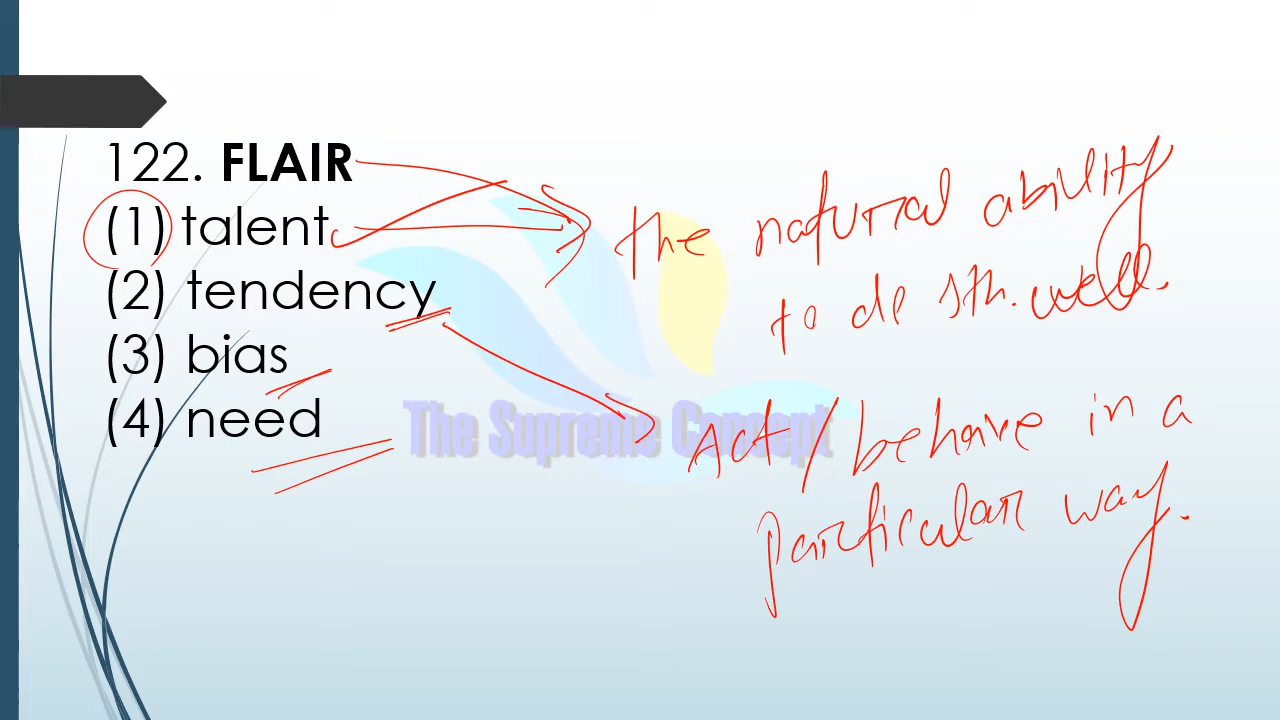 122. FLAIR
(1) talent
(2) tendency
(3) bias
(4) need
the natural ability
to do sth. well.
Act/behave in a
particular way.
The Supreme Concept